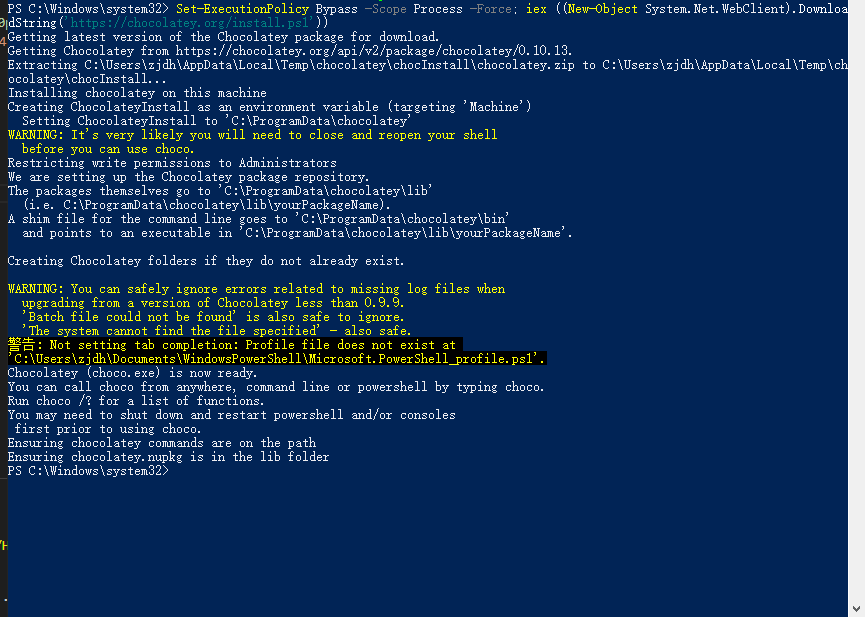 PS C:\Windows\system32> Set-ExecutionPolicy Bypass -Scope Process -Force; iex ((New-Object System.Net.WebClient).Downloa
dString('https://chocolatey.org/install.ps1'))
Getting latest version of the Chocolatey package for download.
Getting Chocolatey from https://chocolatey.org/api/v2/package/chocolatey/0.10.13.
Extracting C:\Users\zjdh\AppData\Local\Temp\chocolatey\chocInstall\chocolatey.zip to C:\Users\zjdh\AppData\Local\Temp\ch
ocolatey\chocInstall...
Installing chocolatey on this machine
Creating ChocolateyInstall as an environment variable (targeting 'Machine')
  Setting ChocolateyInstall to 'C:\ProgramData\chocolatey'
WARNING: It's very likely you will need to close and reopen your shell
  before you can use choco.
Restricting write permissions to Administrators
We are setting up the Chocolatey package repository.
The packages themselves go to 'C:\ProgramData\chocolatey\lib'
  (i.e. C:\ProgramData\chocolatey\lib\yourPackageName).
A shim file for the command line goes to 'C:\ProgramData\chocolatey\bin'
  and points to an executable in 'C:\ProgramData\chocolatey\lib\yourPackageName'.
Creating Chocolatey folders if they do not already exist.
WARNING: You can safely ignore errors related to missing log files when
  upgrading from a version of Chocolatey less than 0.9.9.
  'Batch file could not be found' is also safe to ignore.
  'The system cannot find the file specified' - also safe.
警告: Not setting tab completion: Profile file does not exist at
'C:\Users\zjdh\Documents\WindowsPowerShell\Microsoft.PowerShell_profile.ps1'.
Chocolatey (choco.exe) is now ready.
You can call choco from anywhere, command line or powershell by typing choco.
Run choco /? for a list of functions.
You may need to shut down and restart powershell and/or consoles
 first prior to using choco.
Ensuring chocolatey commands are on the path
Ensuring chocolatey.nupkg is in the lib folder
PS C:\Windows\system32>